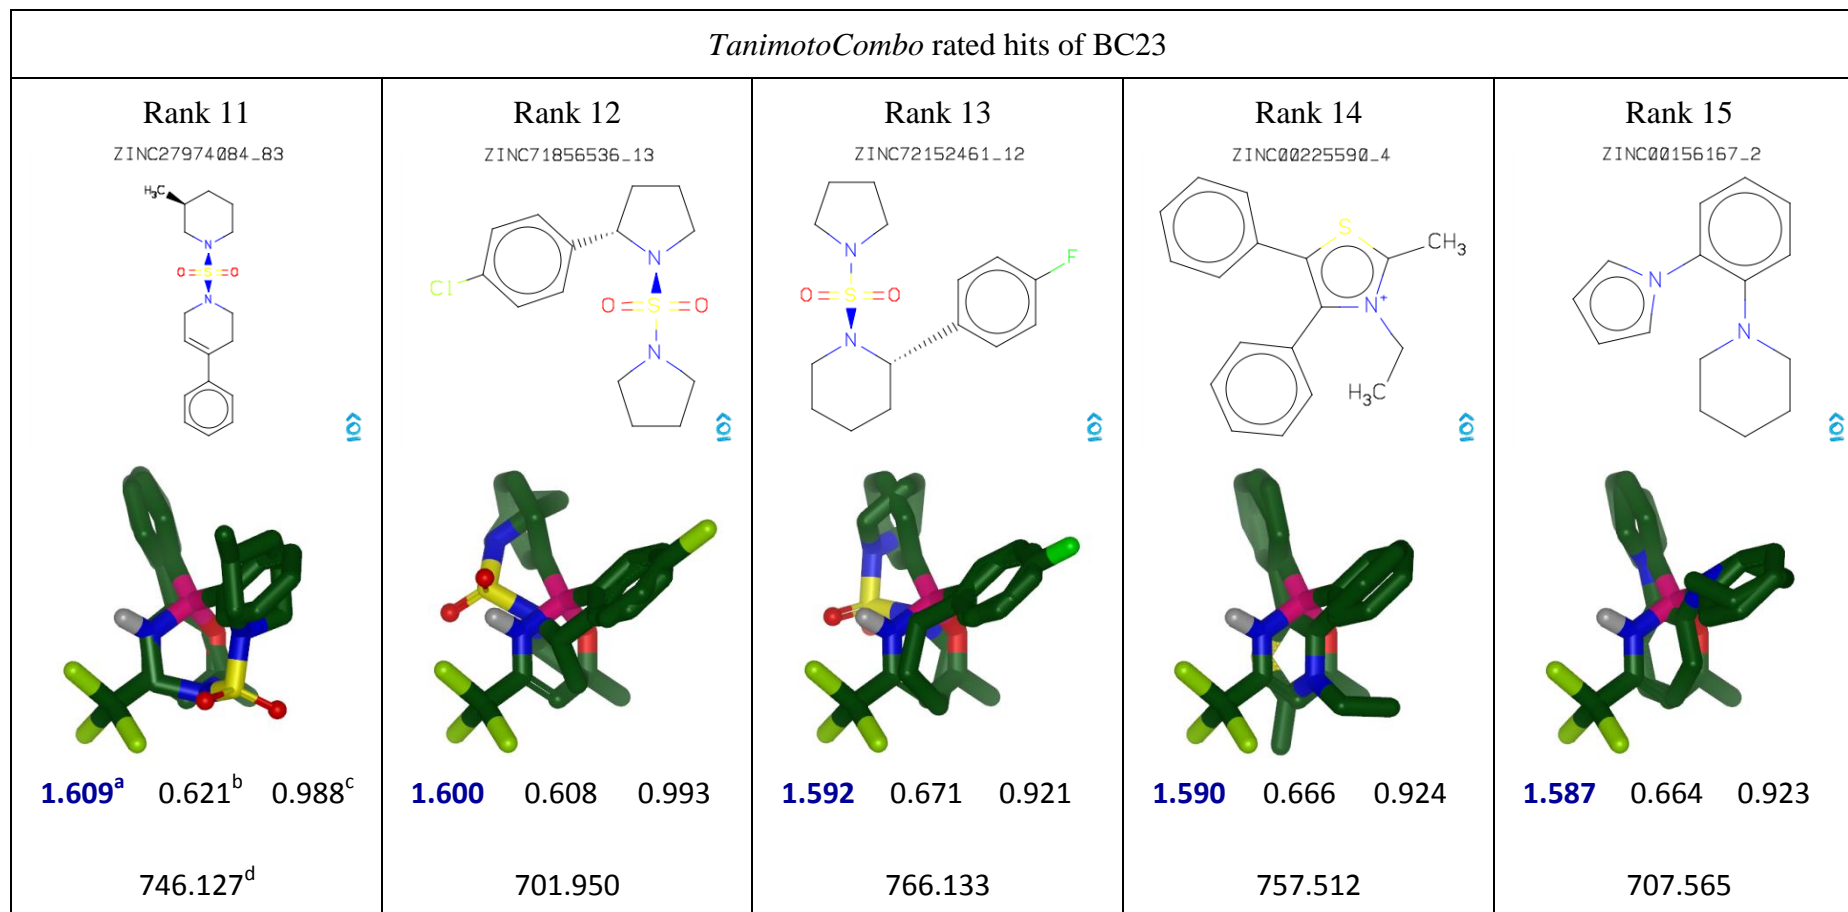 TanimotoCombo rated hits of BC23
Rank 11
ZINC27974084_83
H3C
N
O=S=O
N
1.609a 0.621b 0.988c
746.127d
Rank 12
ZINC71856536_13
Cl
N
O=S=O
N
1.600 0.608 0.993
701.950
Rank 13
ZINC72152461_12
N
F
O=S=O
N
1.592 0.671 0.921
766.133
Rank 14
ZINC00225590_4
S
CH3
N+
H3C
1.590 0.666 0.924
757.512
Rank 15
ZINC00156167_2
N
N
1.587 0.664 0.923
707.565